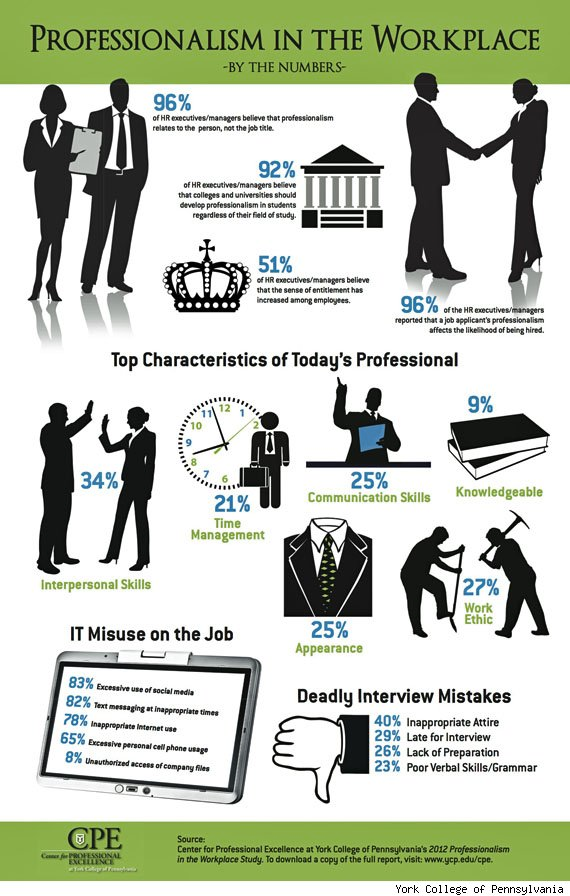 PROFESSIONALISM IN THE WORKPLACE
-BY THE NUMBERS-
96%
of HR executives/managers believe that professionalism
relates to the person, not the job title.
92%
of HR executives/managers believe
that colleges and universities should
develop professionalism in students
regardless of their field of study.
51%
of HR executives/managers believe
that the sense of entitlement has
increased among employees.
96% of the HR executives/managers
reported that a job applicant's professionalism
affects the likelihood of being hired.
Top Characteristics of Today's Professional
34%
Interpersonal Skills
11 12 1
10 2
9
8
7 6
21%
Time
Management
25%
Communication Skills
9%
Knowledgeable
25%
Appearance
27%
Work
Ethic
IT Misuse on the Job
83% Excessive use of social media
82% Text messaging at inappropriate times
78% Inappropriate Internet use
65% Excessive personal cell phone usage
8% Unauthorized access of company files
Deadly Interview Mistakes
40% Inappropriate Attire
29% Late for Interview
26% Lack of Preparation
23% Poor Verbal Skills/Grammar
CPE
Center for PROFESSIONAL
EXCELLENCE
at York College of Pennsylvania
Source:
Center for Professional Excellence at York College of Pennsylvania's 2012 Professionalism
in the Workplace Study. To download a copy of the full report, visit: www.ycp.edu/cpe.
York College of Pennsylvania